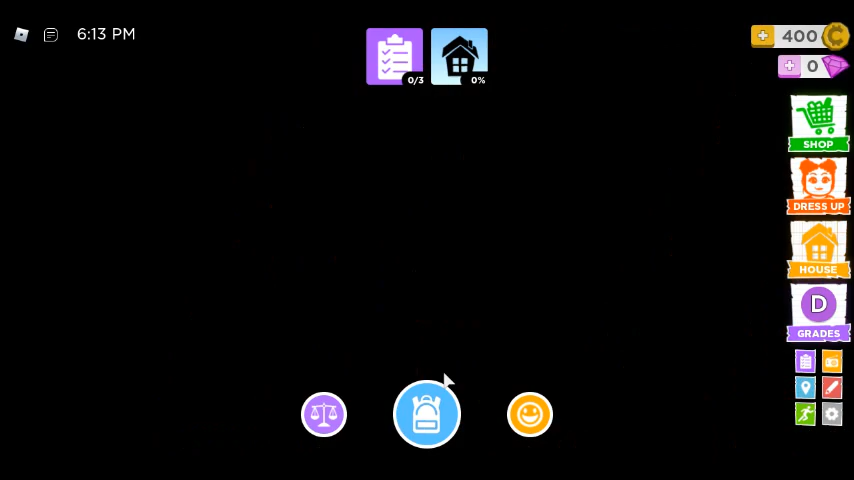 6:13 PM
0/3
0%
400
0
SHOP
DRESS UP
HOUSE
D
GRADES